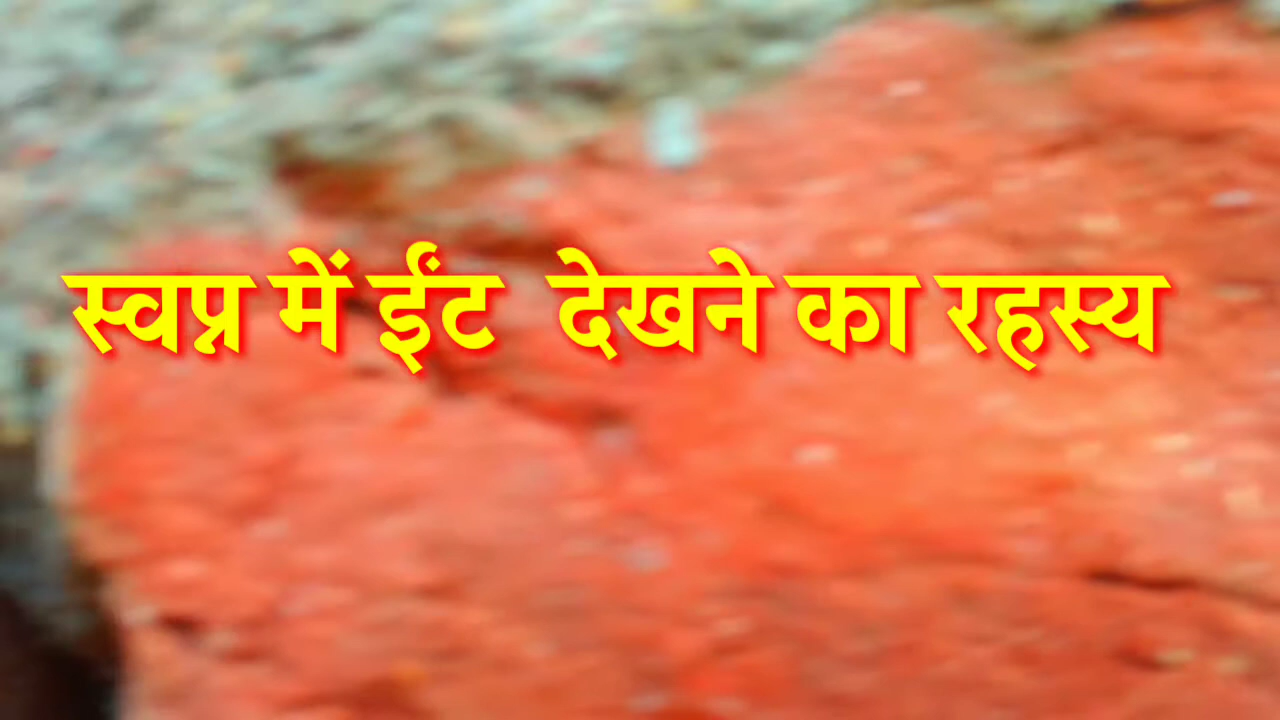 स्वप्न में ईंट देखने का रहस्य